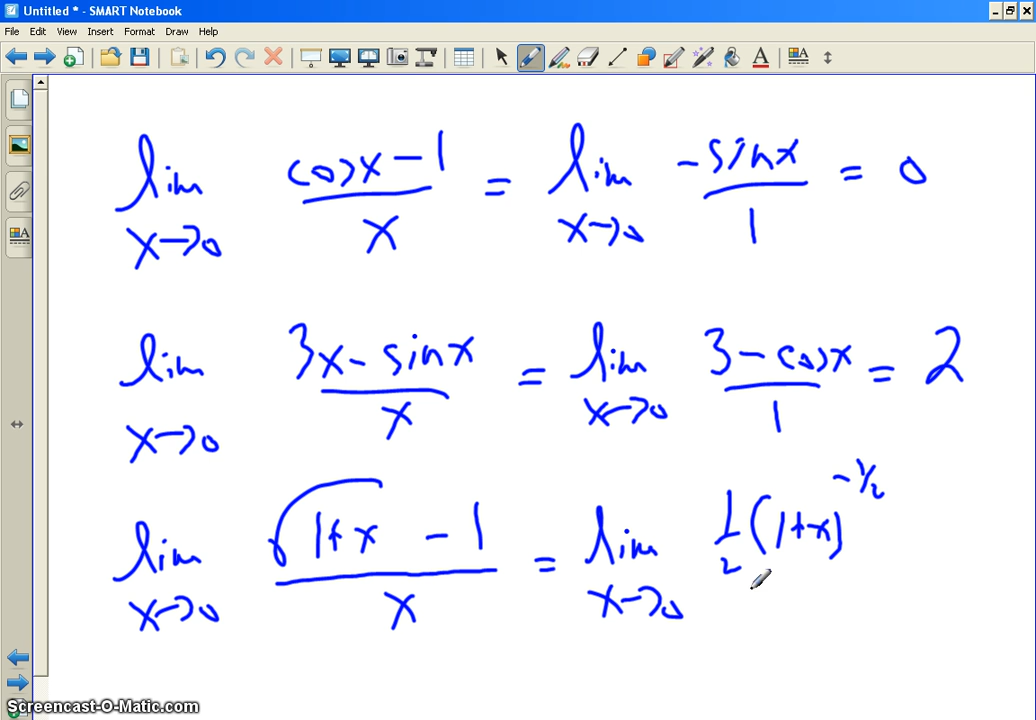 Untitled * - SMART Notebook
File Edit View Insert Format Draw Help
lim x→0 (cosx − 1)/x = lim x→0 (−sinx)/1 = 0
lim x→0 (3x − sinx)/x = lim x→0 (3 − cosx)/1 = 2
lim x→0 (√(1+x) − 1)/x = lim x→0 1/2 (1+x)^(−1/2)
Screencast-O-Matic.com